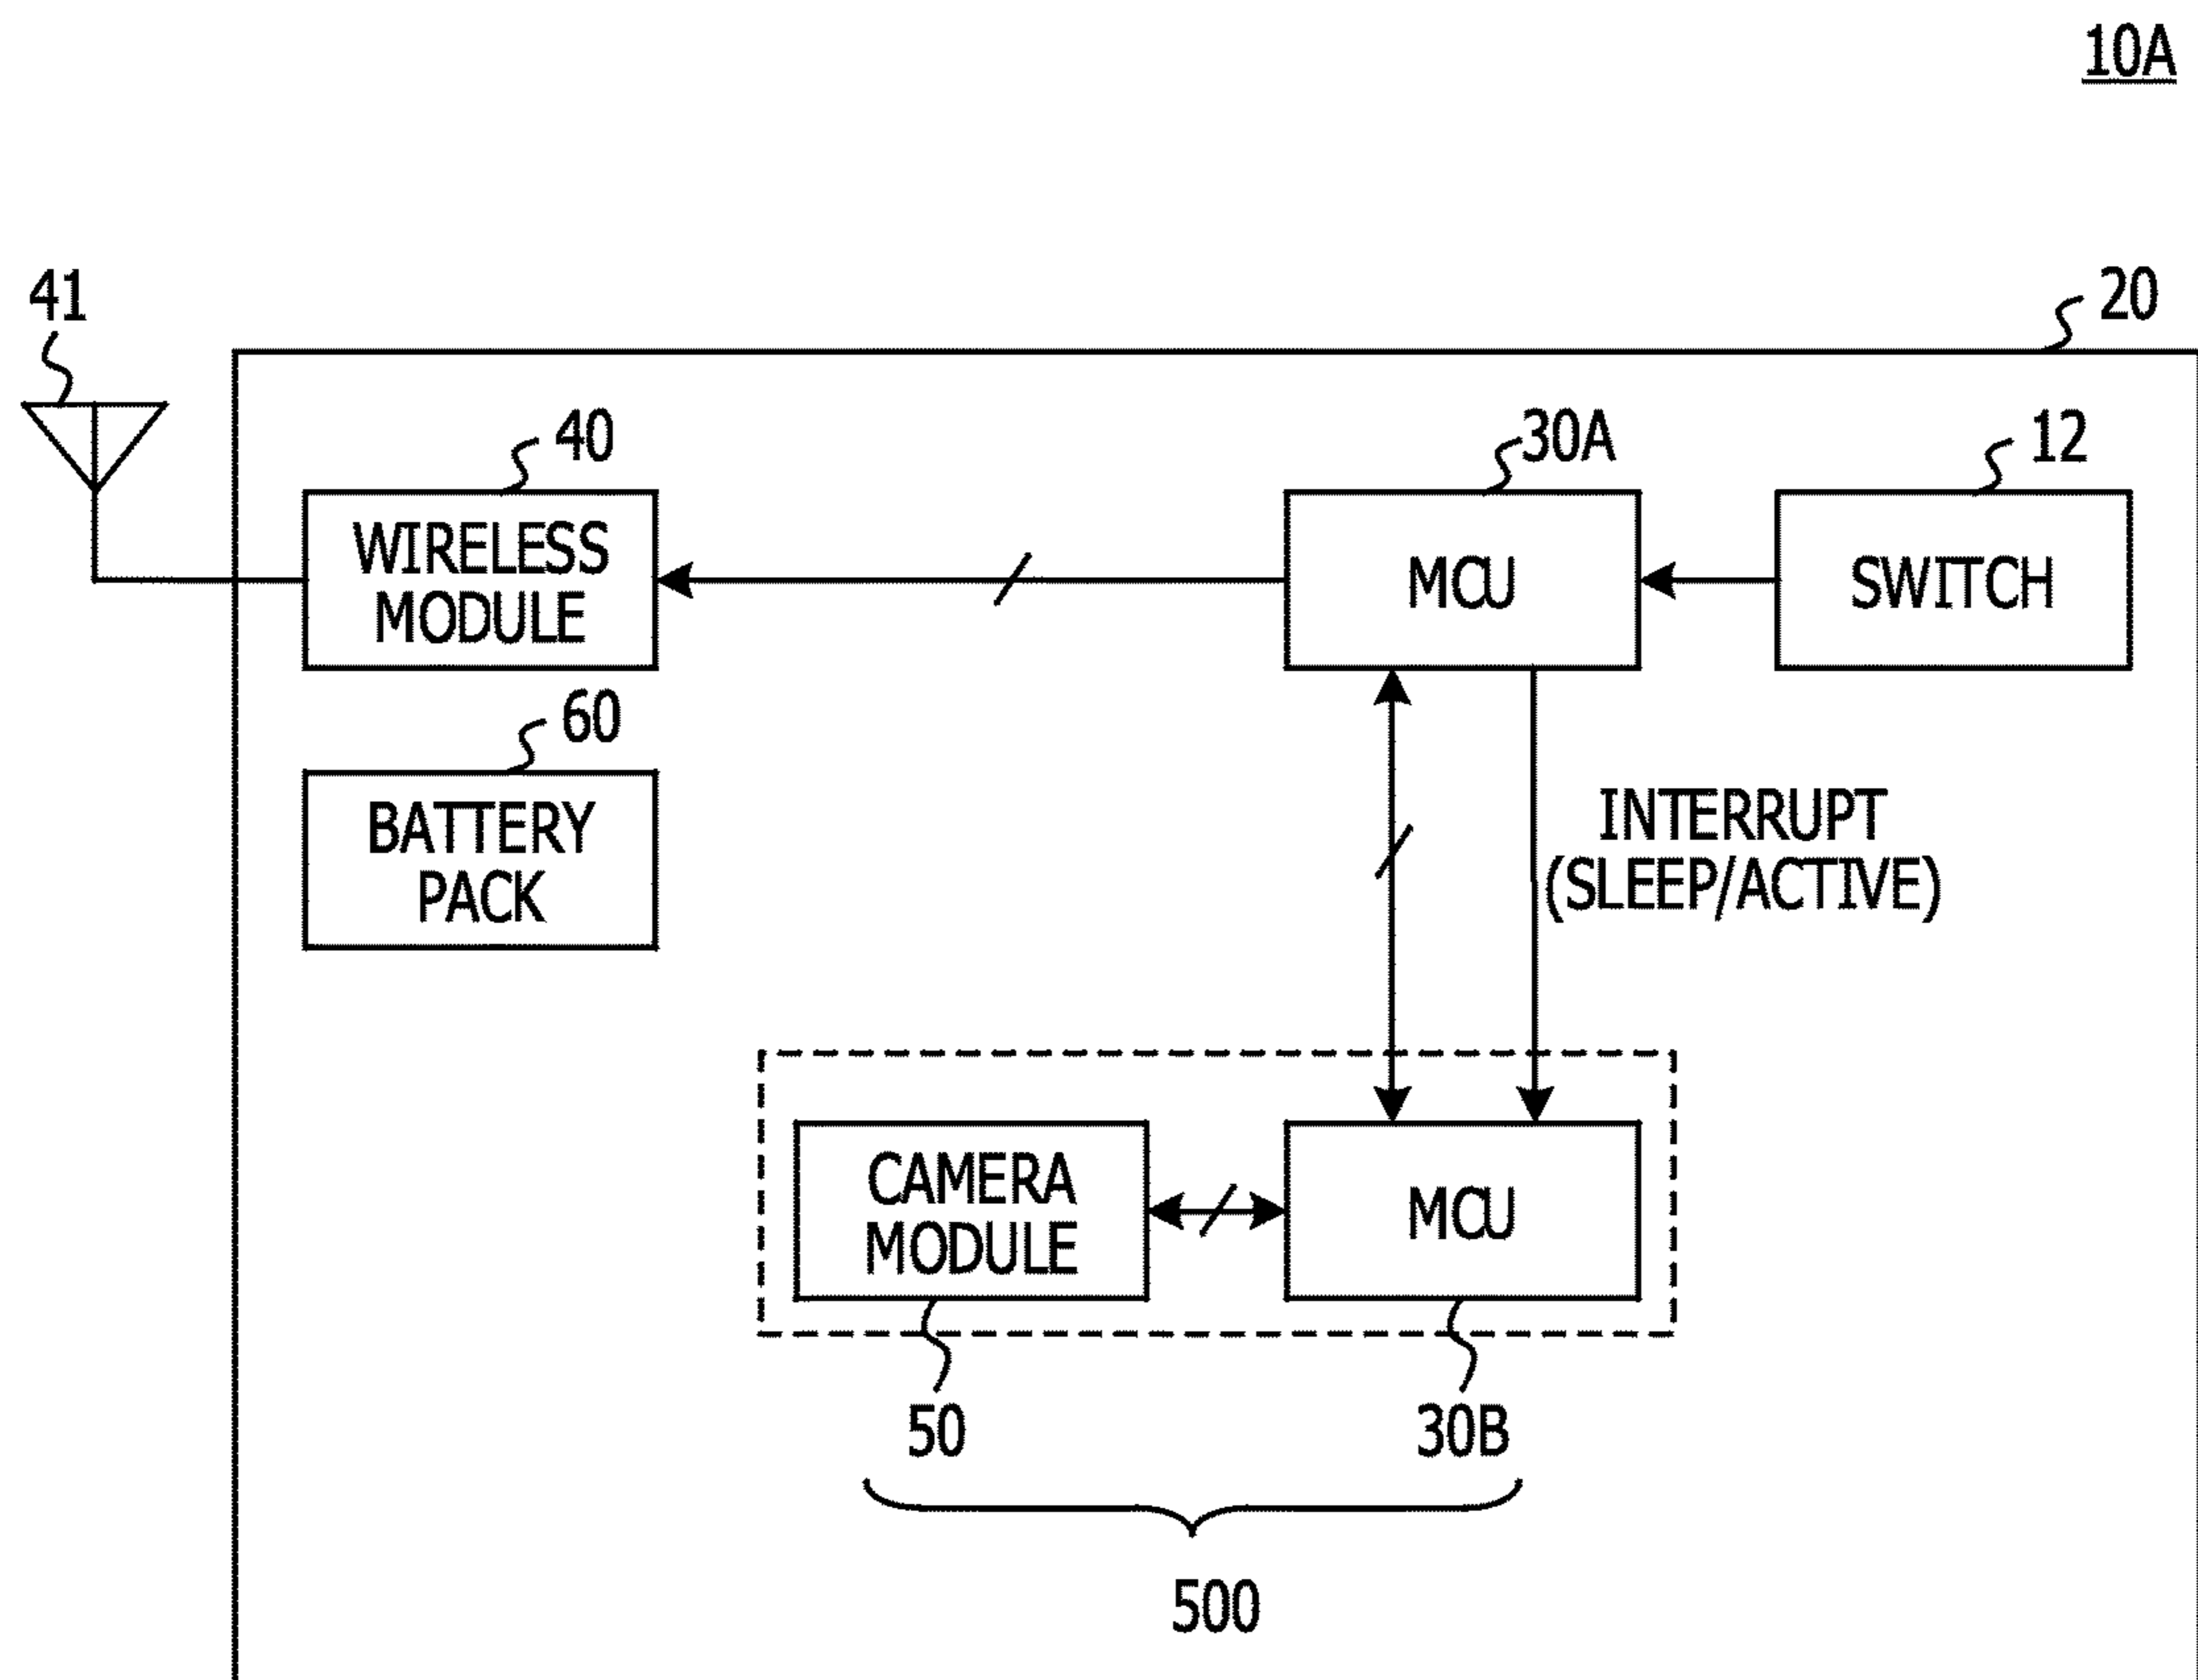 10A
41
20
40
30A
12
WIRELESS
MODULE
MCU
SWITCH
60
BATTERY
PACK
INTERRUPT
(SLEEP/ACTIVE)
CAMERA
MODULE
MCU
50
30B
500